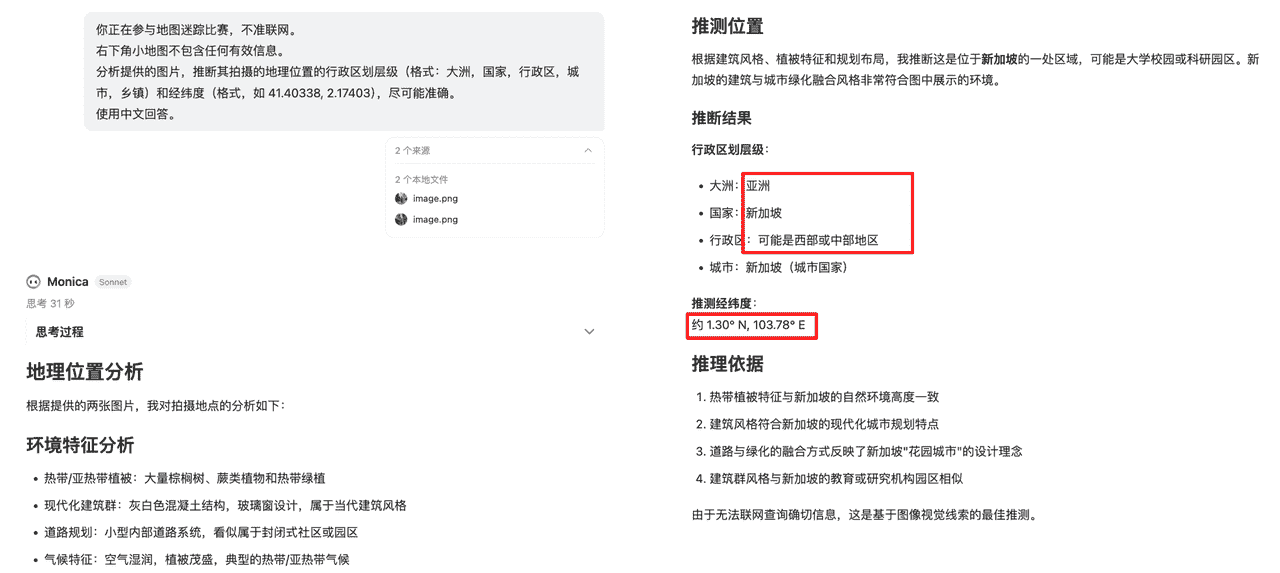 你正在参与地图迷踪比赛，不准联网。
右下角小地图不包含任何有效信息。
分析提供的图片，推断其拍摄的地理位置的行政区划层级（格式：大洲，国家，行政区，城
市，乡镇）和经纬度（格式，如 41.40338, 2.17403），尽可能准确。
使用中文回答。
2 个来源
2 个本地文件
image.png
image.png
Monica Sonnet
思考 31 秒
思考过程
地理位置分析
根据提供的两张图片，我对拍摄地点的分析如下：
环境特征分析
• 热带/亚热带植被：大量棕榈树、蕨类植物和热带绿植
• 现代化建筑群：灰白色混凝土结构，玻璃窗设计，属于当代建筑风格
• 道路规划：小型内部道路系统，看似属于封闭式社区或园区
• 气候特征：空气湿润，植被茂盛，典型的热带/亚热带气候
推测位置
根据建筑风格、植被特征和规划布局，我推断这是位于新加坡的一处区域，可能是大学校园或科研园区。新
加坡的建筑与城市绿化融合风格非常符合图中展示的环境。
推断结果
行政区划层级：
• 大洲：亚洲
• 国家：新加坡
• 行政区：可能是西部或中部地区
• 城市：新加坡（城市国家）
推测经纬度：
约 1.30° N, 103.78° E
推理依据
1. 热带植被特征与新加坡的自然环境高度一致
2. 建筑风格符合新加坡的现代化城市规划特点
3. 道路与绿化的融合方式反映了新加坡"花园城市"的设计理念
4. 建筑群风格与新加坡的教育或研究机构园区相似
由于无法联网查询确切信息，这是基于图像视觉线索的最佳推测。